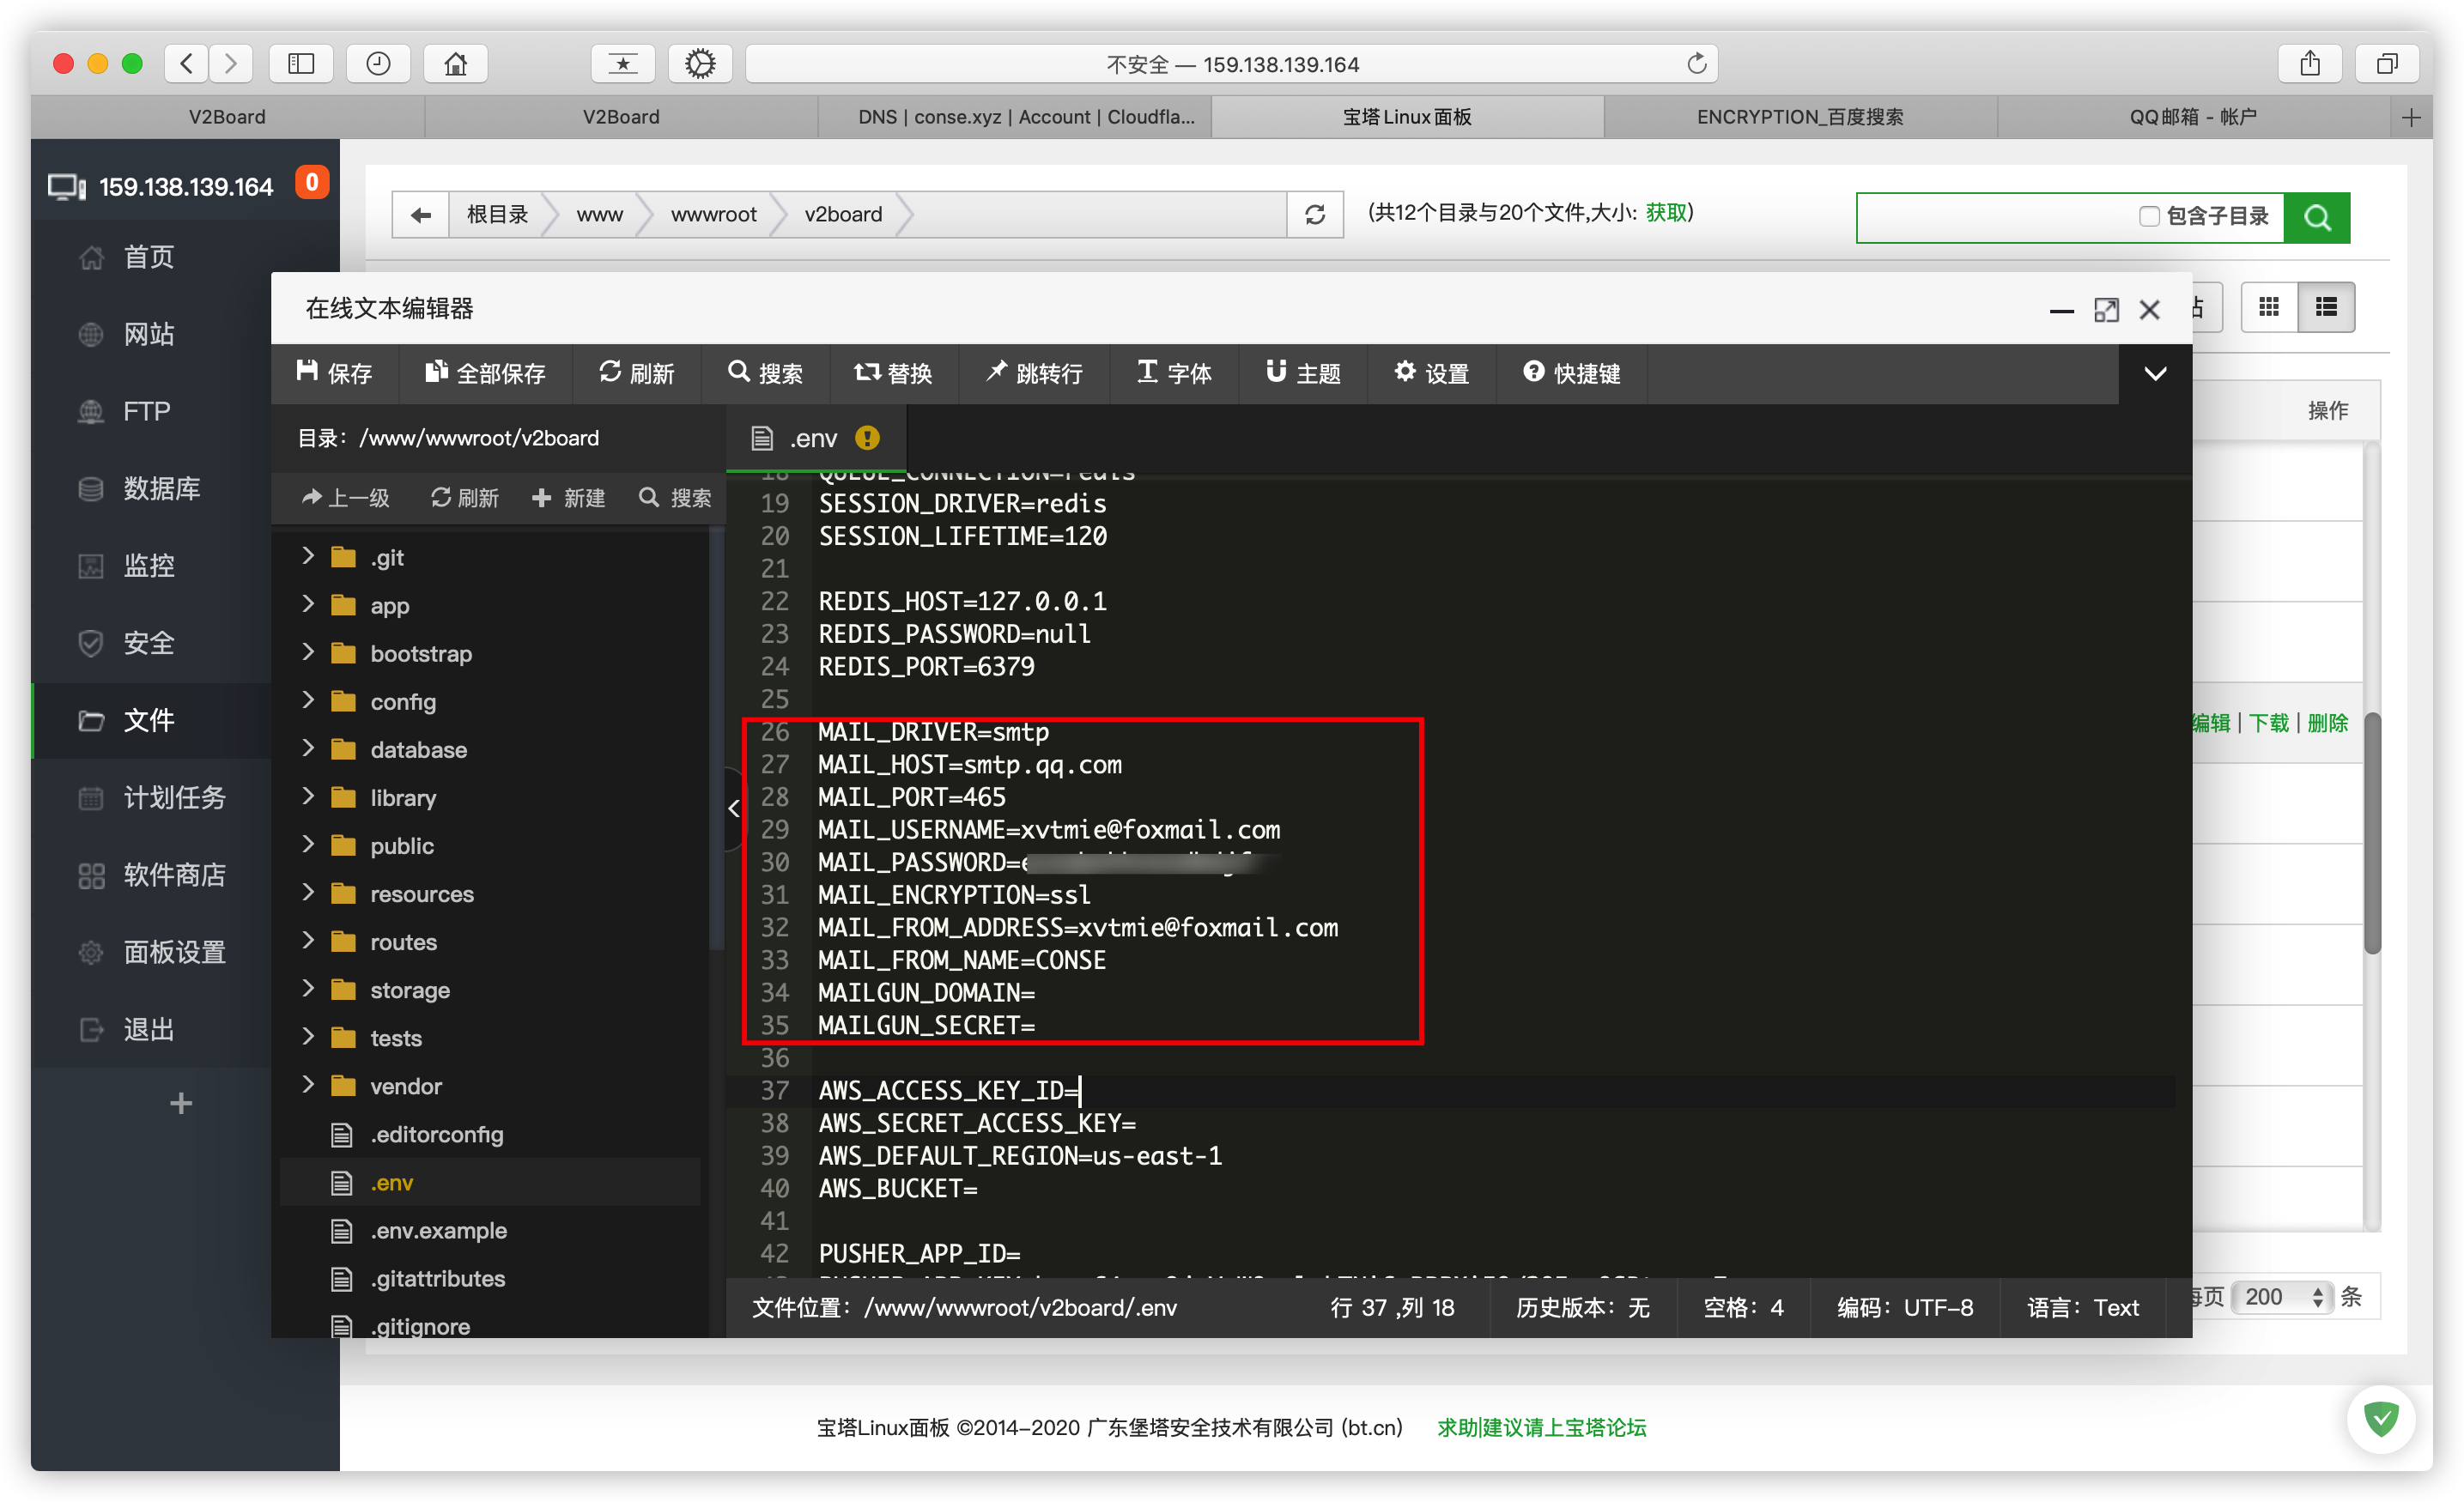 不安全 — 159.138.139.164
V2Board
V2Board
DNS | conse.xyz | Account | Cloudfla...
宝塔Linux面板
ENCRYPTION_百度搜索
QQ邮箱 - 帐户
159.138.139.164
0
首页
网站
FTP
数据库
监控
安全
文件
计划任务
软件商店
面板设置
退出
根目录
www
wwwroot
v2board
(共12个目录与20个文件,大小: 获取)
包含子目录
操作
编辑 | 下载 | 删除
在线文本编辑器
保存
全部保存
刷新
搜索
替换
跳转行
字体
主题
设置
快捷键
目录: /www/wwwroot/v2board
.env
上一级
刷新
新建
搜索
.git
app
bootstrap
config
database
library
public
resources
routes
storage
tests
vendor
.editorconfig
.env
.env.example
.gitattributes
.gitignore
18 QUEUE_CONNECTION=redis
19 SESSION_DRIVER=redis
20 SESSION_LIFETIME=120
21
22 REDIS_HOST=127.0.0.1
23 REDIS_PASSWORD=null
24 REDIS_PORT=6379
25
26 MAIL_DRIVER=smtp
27 MAIL_HOST=smtp.qq.com
28 MAIL_PORT=465
29 MAIL_USERNAME=xvtmie@foxmail.com
30 MAIL_PASSWORD=
31 MAIL_ENCRYPTION=ssl
32 MAIL_FROM_ADDRESS=xvtmie@foxmail.com
33 MAIL_FROM_NAME=CONSE
34 MAILGUN_DOMAIN=
35 MAILGUN_SECRET=
36
37 AWS_ACCESS_KEY_ID=
38 AWS_SECRET_ACCESS_KEY=
39 AWS_DEFAULT_REGION=us-east-1
40 AWS_BUCKET=
41
42 PUSHER_APP_ID=
文件位置: /www/wwwroot/v2board/.env
行 37 ,列 18
历史版本: 无
空格: 4
编码: UTF-8
语言: Text
每页 200 条
宝塔Linux面板 ©2014-2020 广东堡塔安全技术有限公司 (bt.cn) 求助|建议请上宝塔论坛